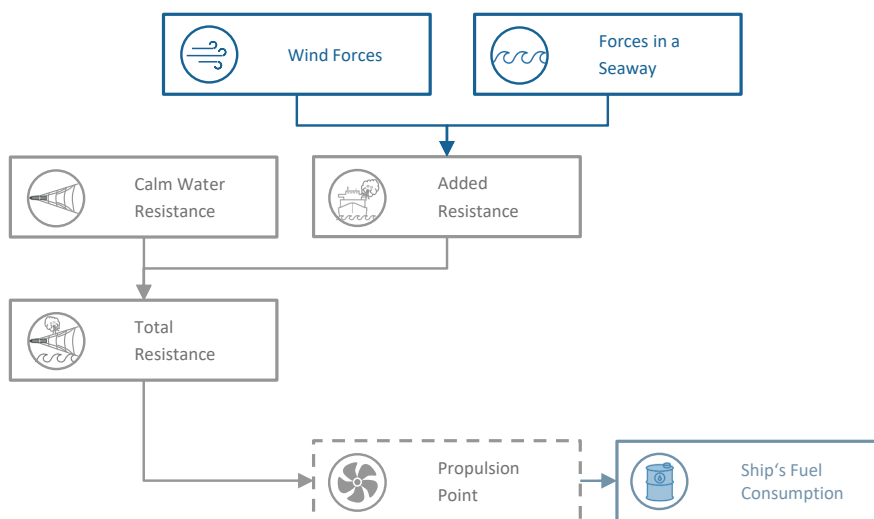 Wind Forces
Forces in a
Seaway
Calm Water
Resistance
Added
Resistance
Total
Resistance
Propulsion
Point
Ship‘s Fuel
Consumption